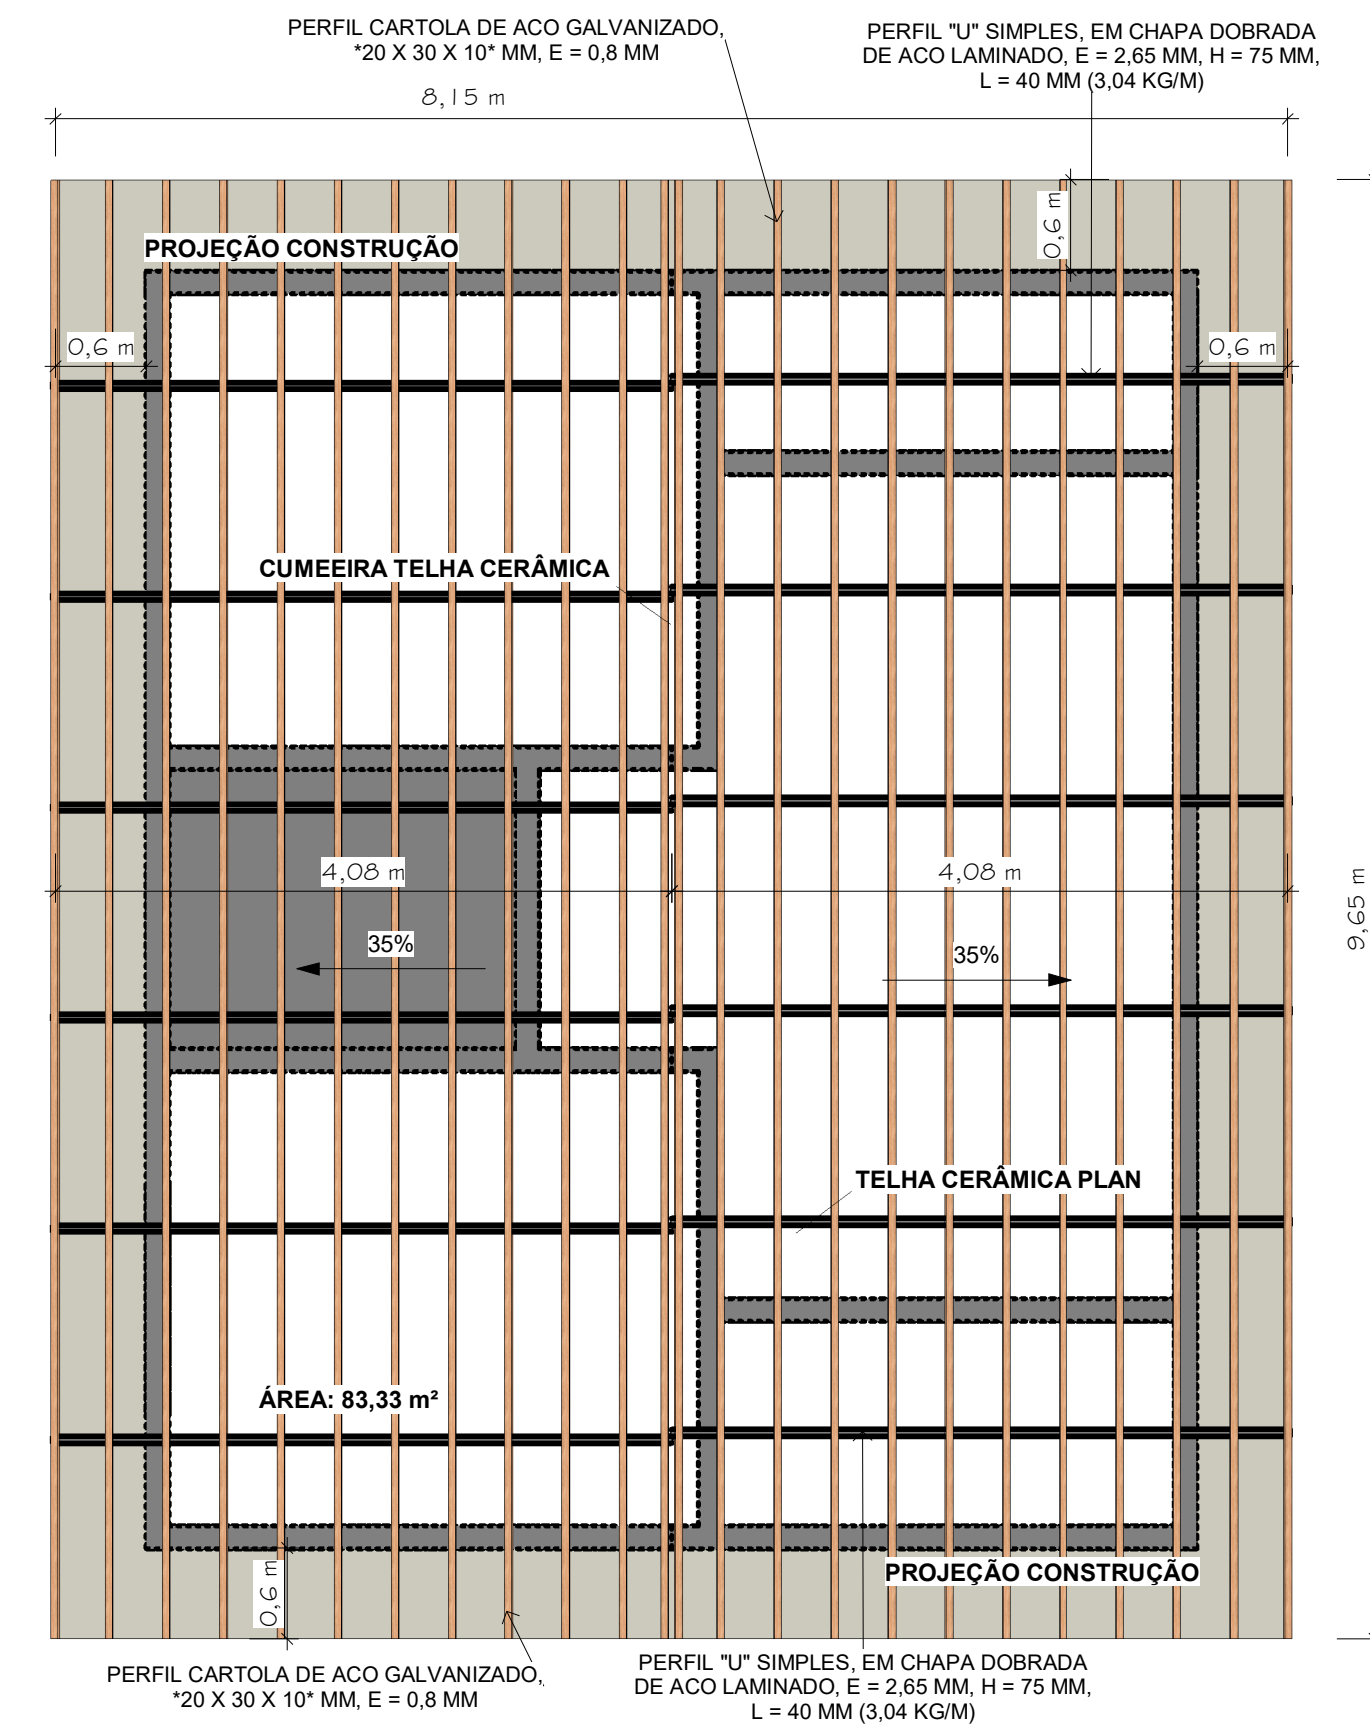 PERFIL CARTOLA DE ACO GALVANIZADO,
*20 X 30 X 10* MM, E = 0,8 MM
PERFIL "U" SIMPLES, EM CHAPA DOBRADA
DE ACO LAMINADO, E = 2,65 MM, H = 75 MM,
L = 40 MM (3,04 KG/M)
8,15 m
0,6 m
PROJEÇÃO CONSTRUÇÃO
0,6 m
0,6 m
CUMEEIRA TELHA CERÂMICA
4,08 m
4,08 m
9,65 m
35%
35%
TELHA CERÂMICA PLAN
ÁREA: 83,33 m²
PROJEÇÃO CONSTRUÇÃO
0,6 m
PERFIL CARTOLA DE ACO GALVANIZADO,
*20 X 30 X 10* MM, E = 0,8 MM
PERFIL "U" SIMPLES, EM CHAPA DOBRADA
DE ACO LAMINADO, E = 2,65 MM, H = 75 MM,
L = 40 MM (3,04 KG/M)